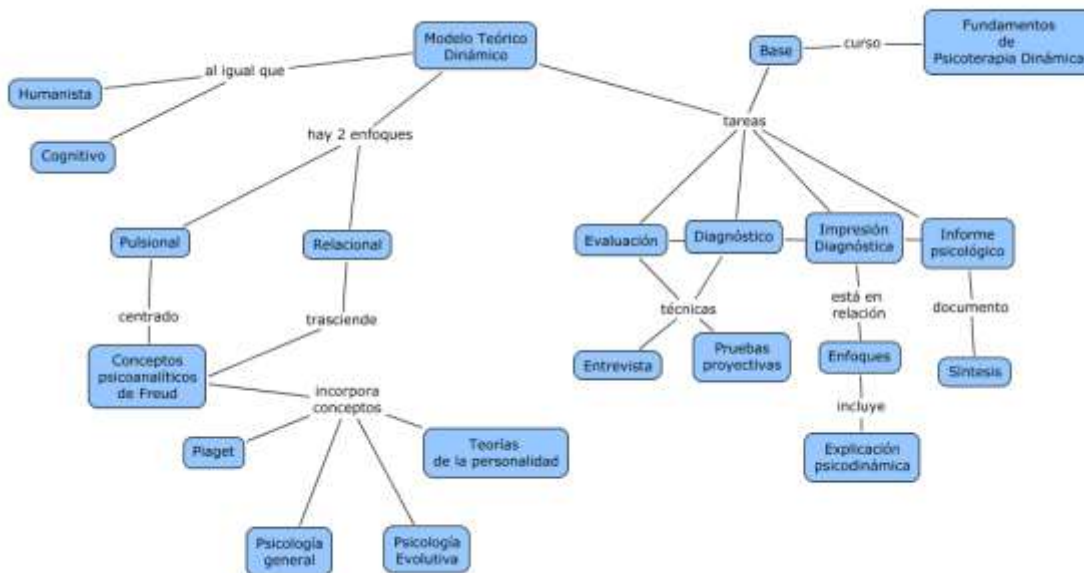 Modelo Teórico
Dinámico
Base
curso
Fundamentos
de
Psicoterapia Dinámica
al igual que
Humanista
Cognitivo
hay 2 enfoques
tareas
Pulsional
Relacional
Evaluación
Diagnóstico
Impresión
Diagnóstica
Informe
psicológico
centrado
trasciende
técnicas
está en
relación
documento
Conceptos
psicoanalíticos
de Freud
Entrevista
Pruebas
proyectivas
Enfoques
Síntesis
incorpora
conceptos
incluye
Piaget
Teorías
de la personalidad
Explicación
psicodinámica
Psicología
general
Psicología
Evolutiva